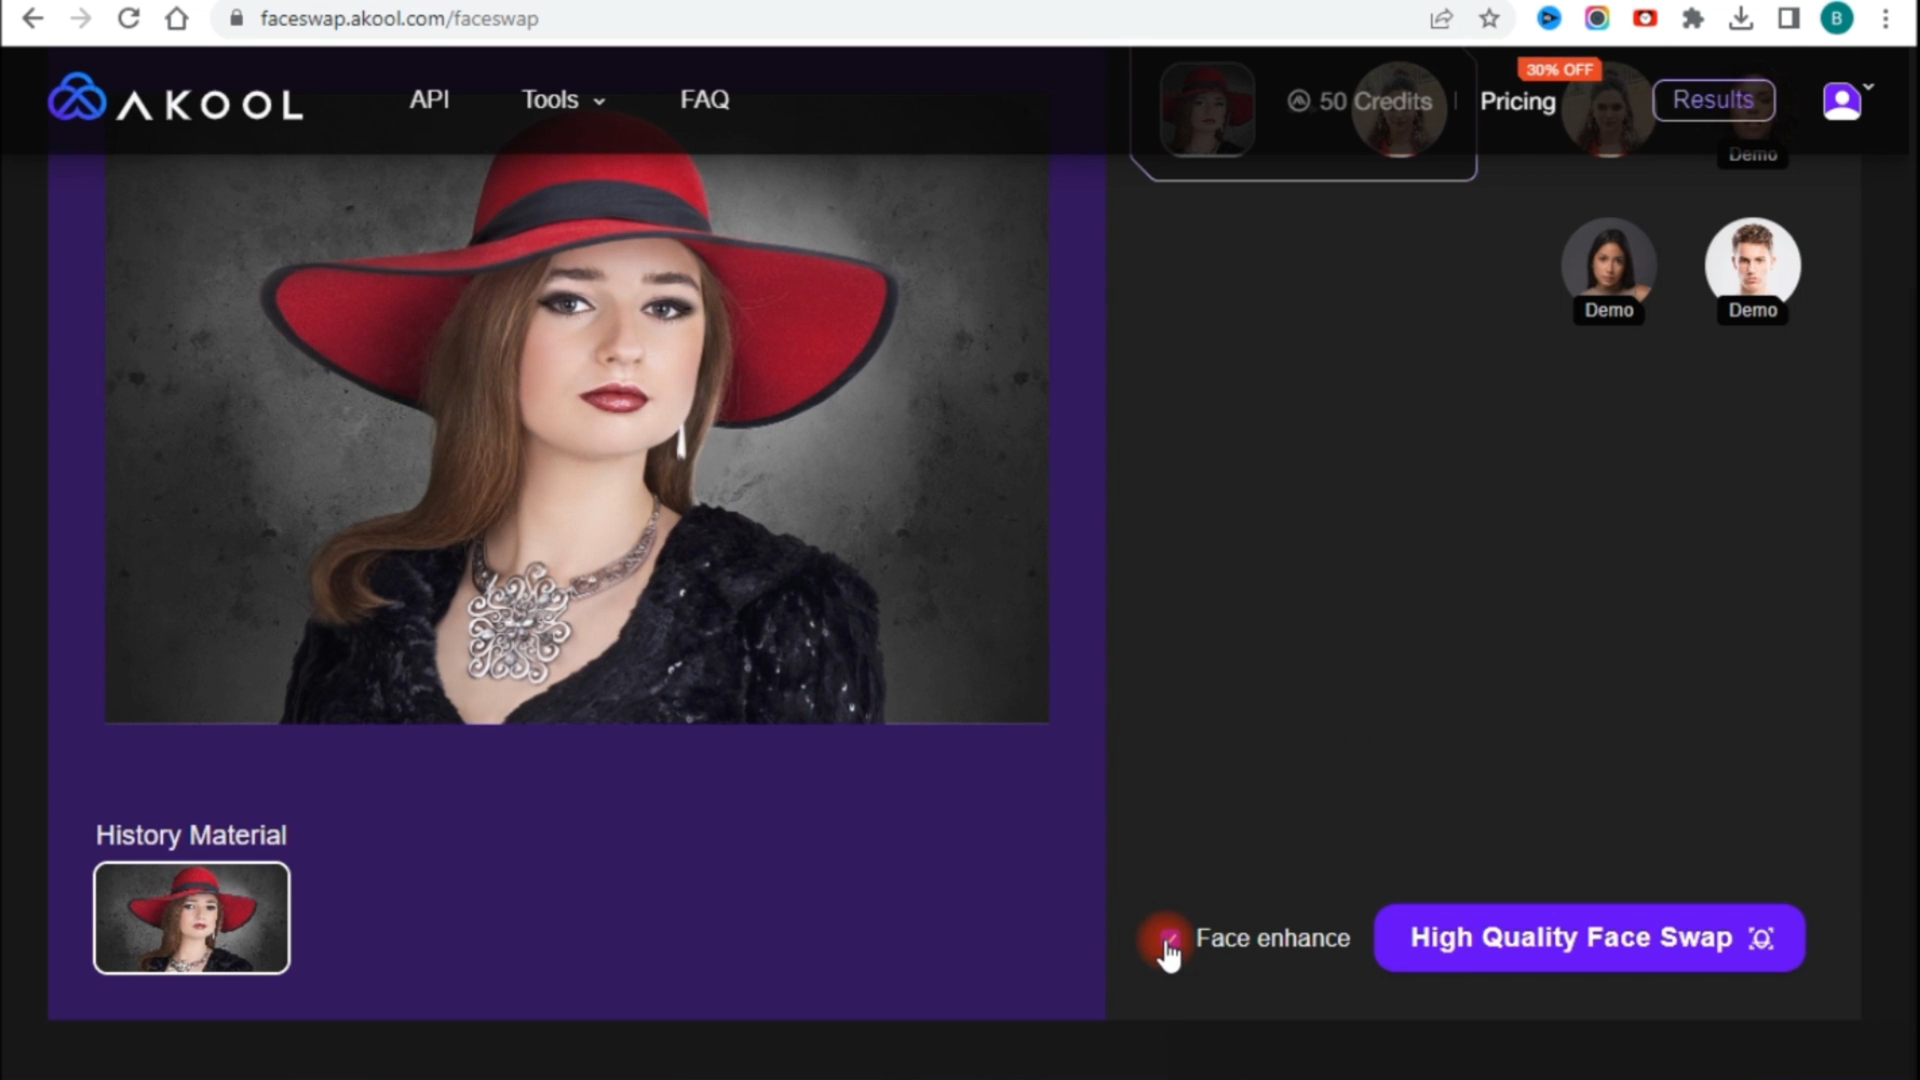 faceswap.akool.com/faceswap
B
AKOOL
API
Tools
FAQ
50 Credits
30% OFF
Pricing
Results
Demo
Demo
Demo
History Material
Face enhance
High Quality Face Swap